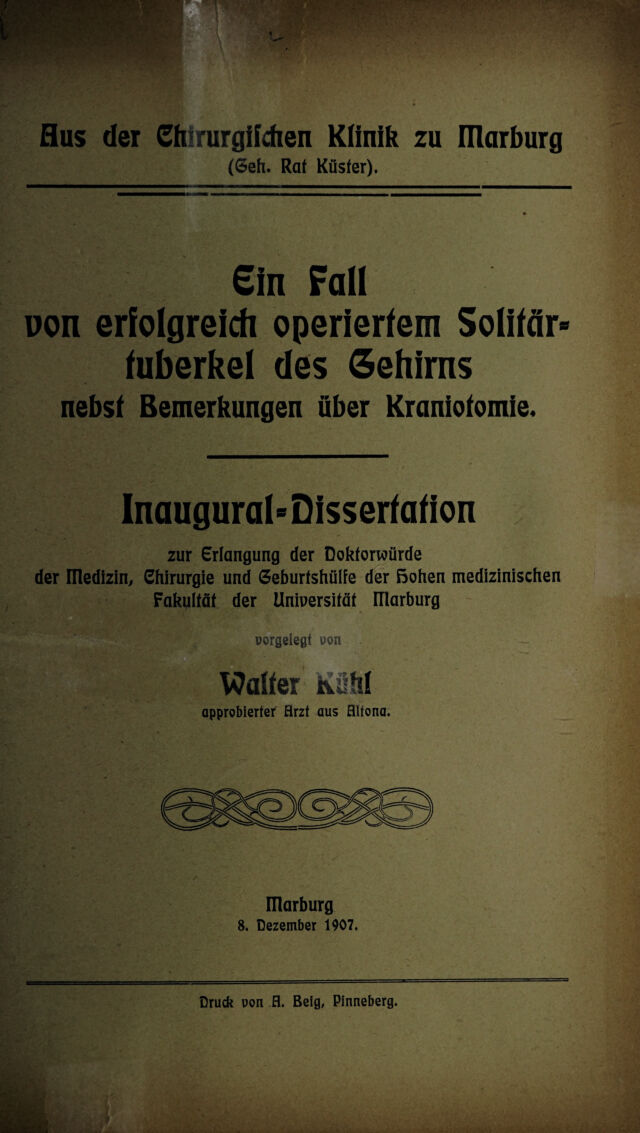 Aus der Chirurgischen Klinik zu Marburg
(Geh. Rat Küster).
Ein Fall
von erfolgreich operiertem Solitär-
tuberkel des Gehirns
nebst Bemerkungen über Kraniotomie.
Inaugural-Dissertation
zur Erlangung der Doktorwürde
der Medizin, Chirurgie und Geburtshülfe der Hohen medizinischen
Fakultät der Universität Marburg
vorgelegt von
Walter Kühl
approbierter Arzt aus Altona.
Marburg
8. Dezember 1907.
Druck von A. Beig, Pinneberg.